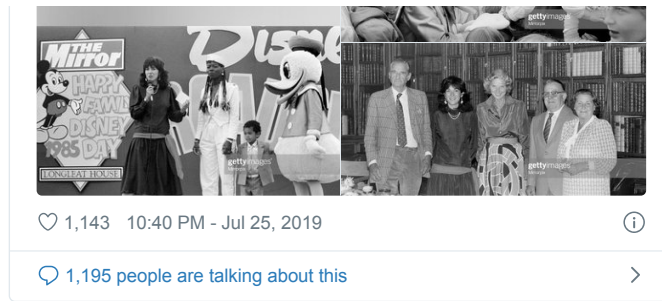 gettyimages
THE
Mirror
Disn
HAPPY
FAMILY
DISNEY
1985 DAY
LONGLEAT HOUSE
gettyimages
gettyimages
1,143 10:40 PM - Jul 25, 2019
1,195 people are talking about this